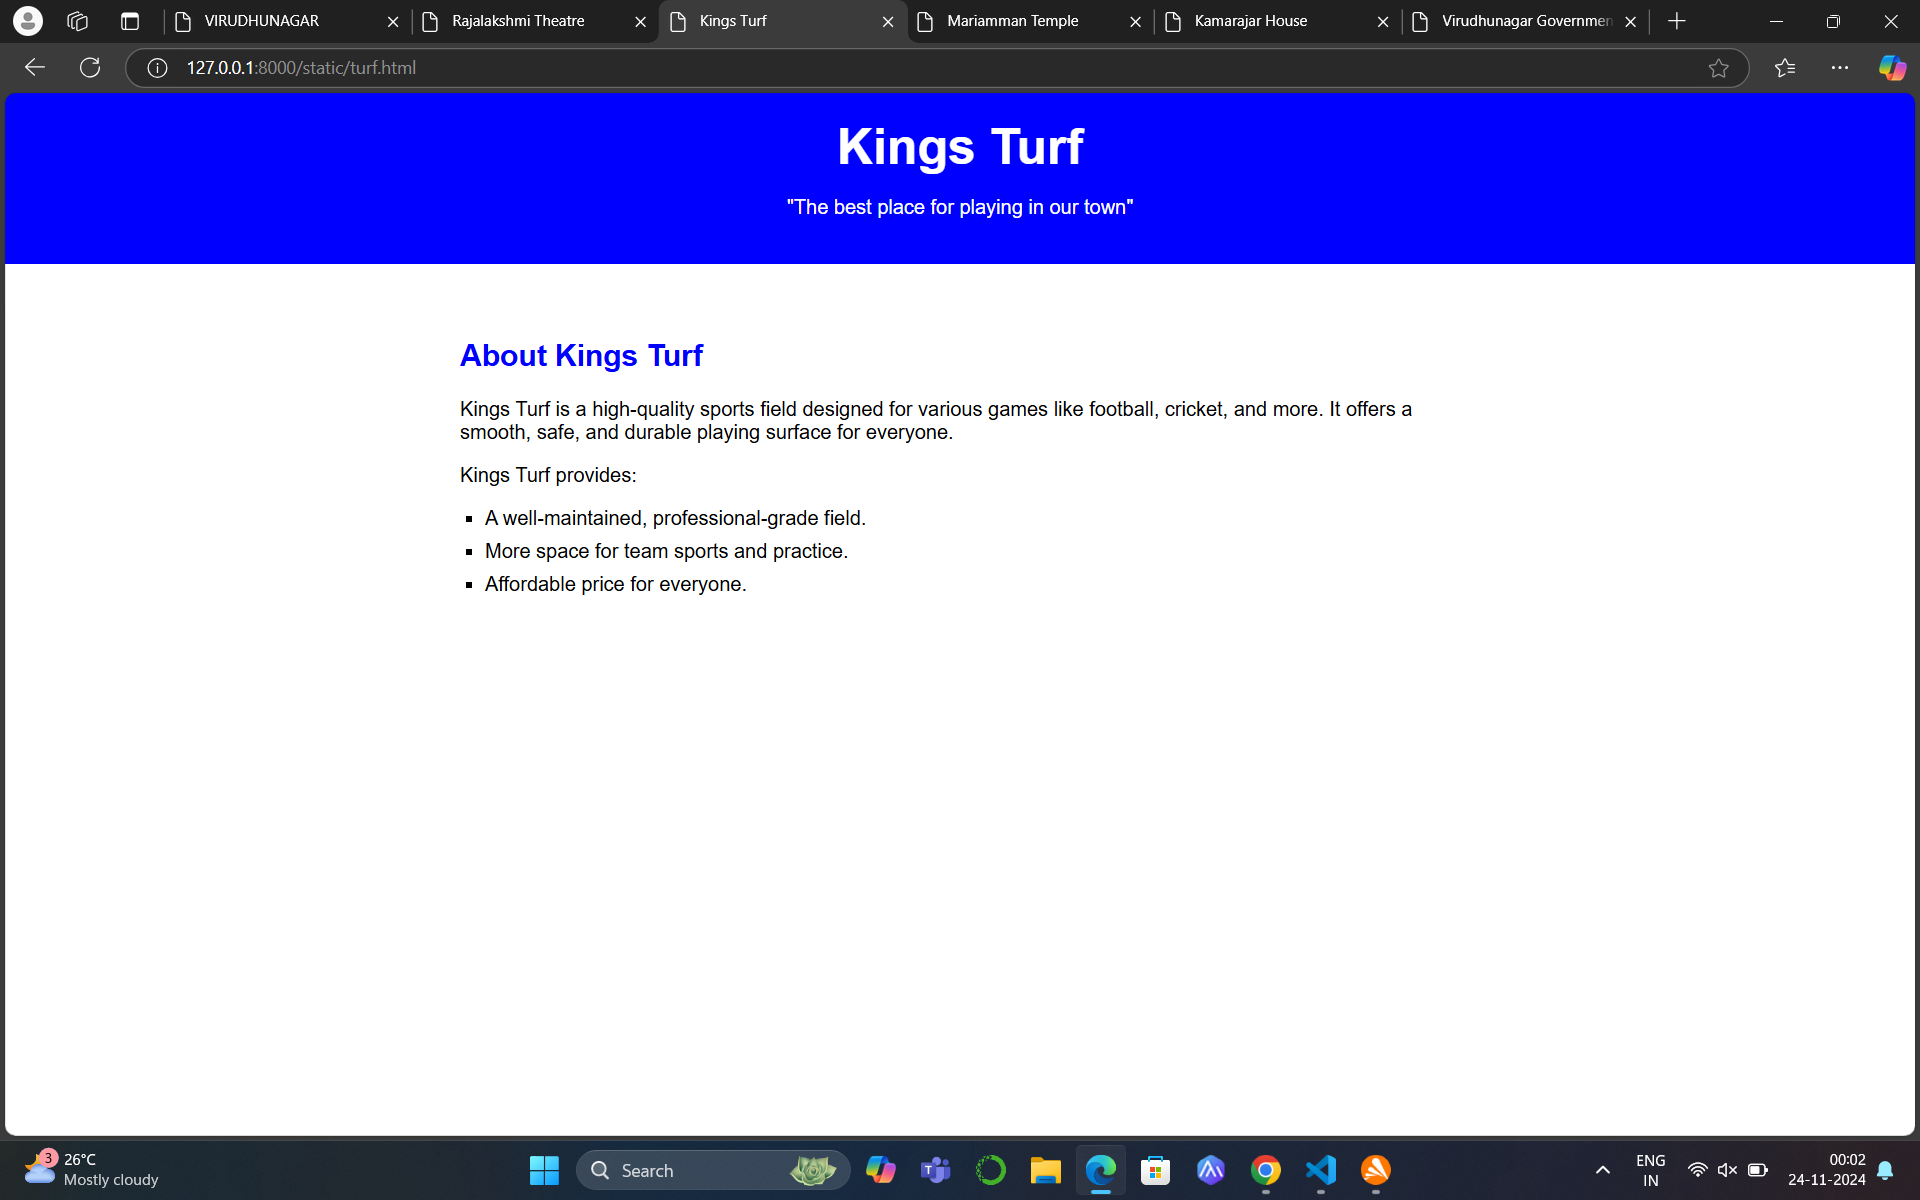 VIRUDHUNAGAR
Rajalakshmi Theatre
Kings Turf
Mariamman Temple
Kamarajar House
Virudhunagar Governmen
127.0.0.1:8000/static/turf.html
Kings Turf
"The best place for playing in our town"
About Kings Turf
Kings Turf is a high-quality sports field designed for various games like football, cricket, and more. It offers a
smooth, safe, and durable playing surface for everyone.
Kings Turf provides:
A well-maintained, professional-grade field.
More space for team sports and practice.
Affordable price for everyone.
3
26°C
Mostly cloudy
Search
ENG
IN
00:02
24-11-2024